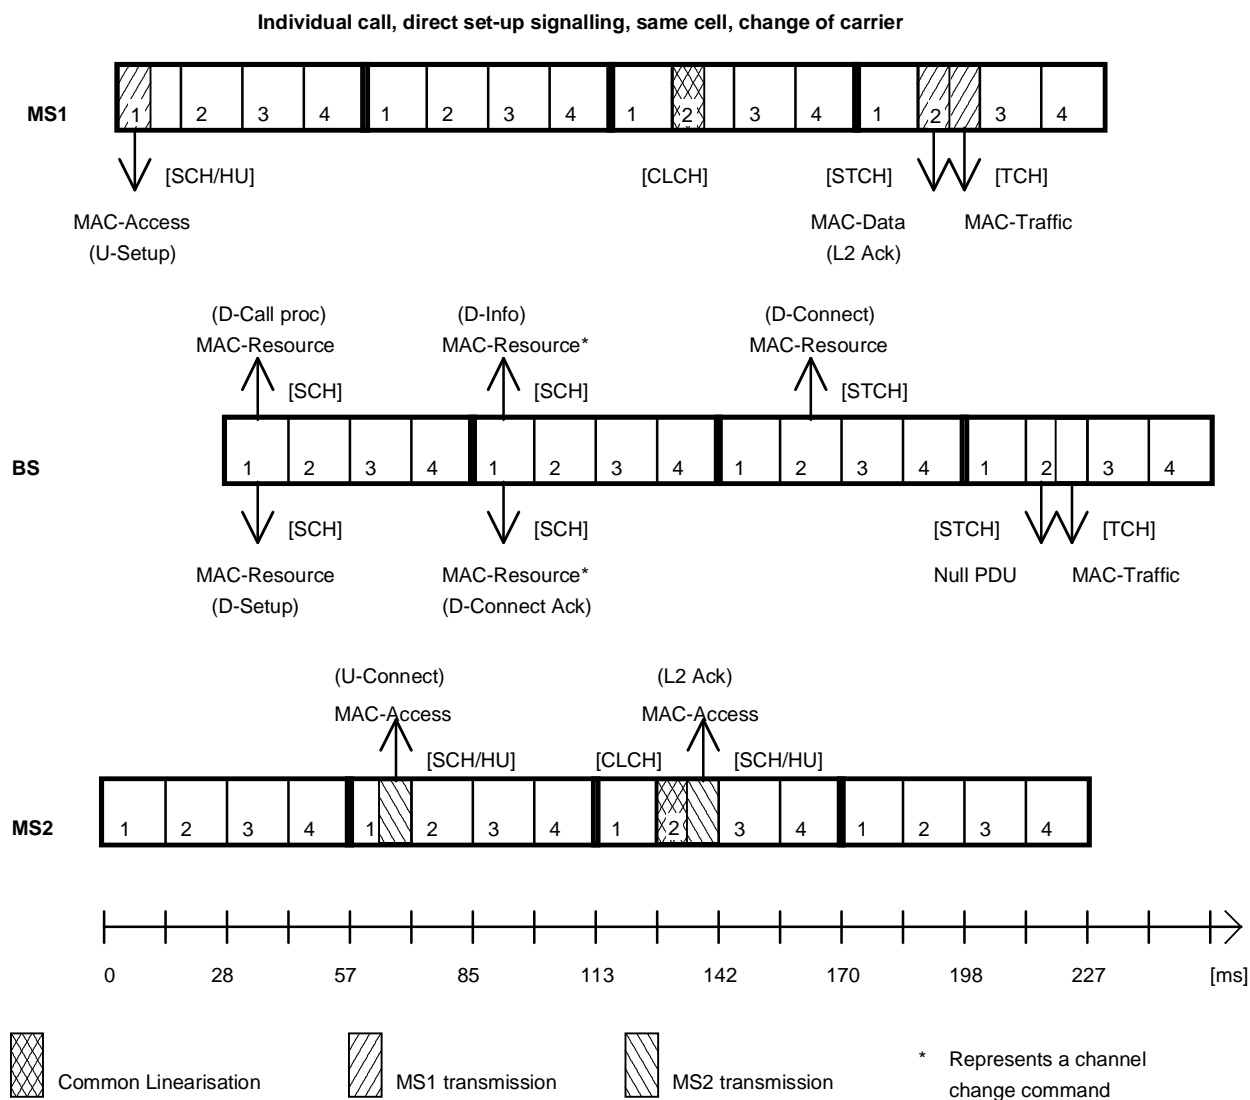 Individual call, direct set-up signalling, same cell, change of carrier
MS1
1 2 3 4 1 2 3 4 1 2 3 4 1 2 3 4
[SCH/HU] [CLCH] [STCH] [TCH]
MAC-Access MAC-Data MAC-Traffic
(U-Setup) (L2 Ack)
(D-Call proc) (D-Info) (D-Connect)
MAC-Resource MAC-Resource* MAC-Resource
[SCH] [SCH] [STCH]
BS
1 2 3 4 1 2 3 4 1 2 3 4 1 2 3 4
[SCH] [SCH] [STCH] [TCH]
MAC-Resource MAC-Resource* Null PDU MAC-Traffic
(D-Setup) (D-Connect Ack)
(U-Connect) (L2 Ack)
MAC-Access MAC-Access
[SCH/HU] [CLCH] [SCH/HU]
MS2
1 2 3 4 1 2 3 4 1 2 3 4 1 2 3 4
0 28 57 85 113 142 170 198 227 [ms]
Common Linearisation MS1 transmission MS2 transmission * Represents a channel
change command